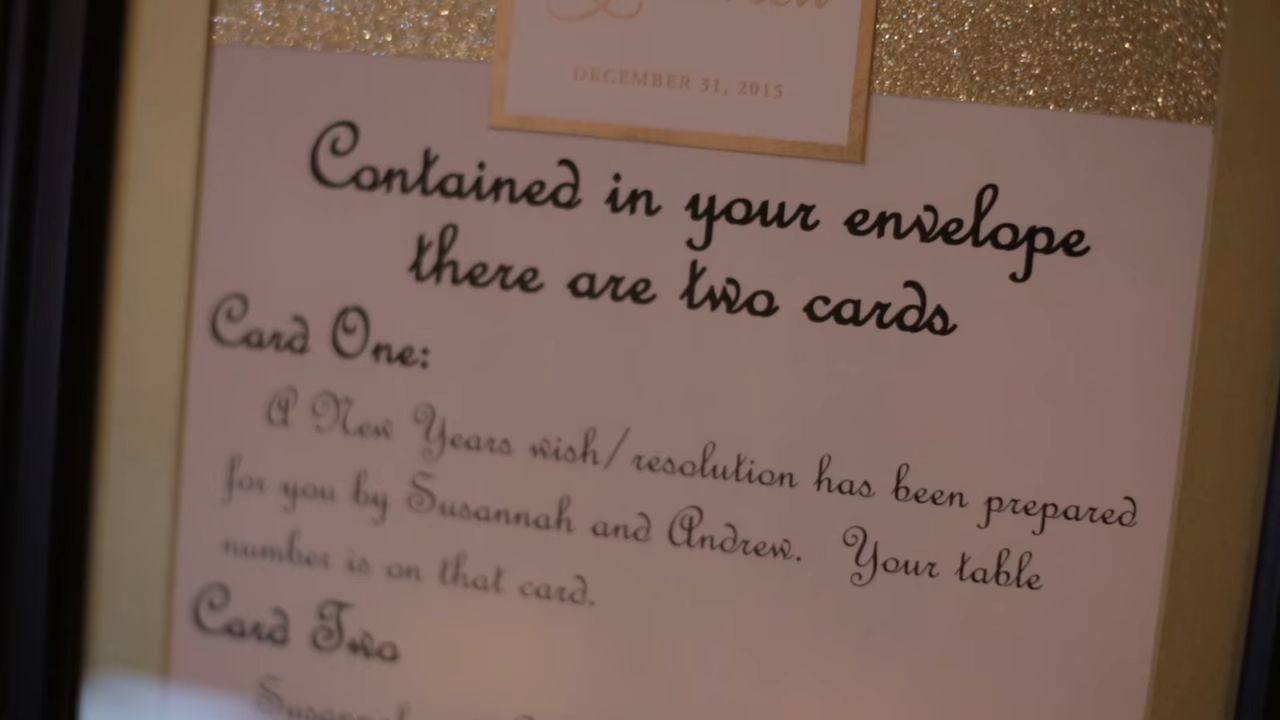 DECEMBER 31, 2015
Contained in your envelope
there are two cards
Card One:
A New Years wish/resolution has been prepared
for you by Susannah and Andrew. Your table
number is on that card.
Card Two